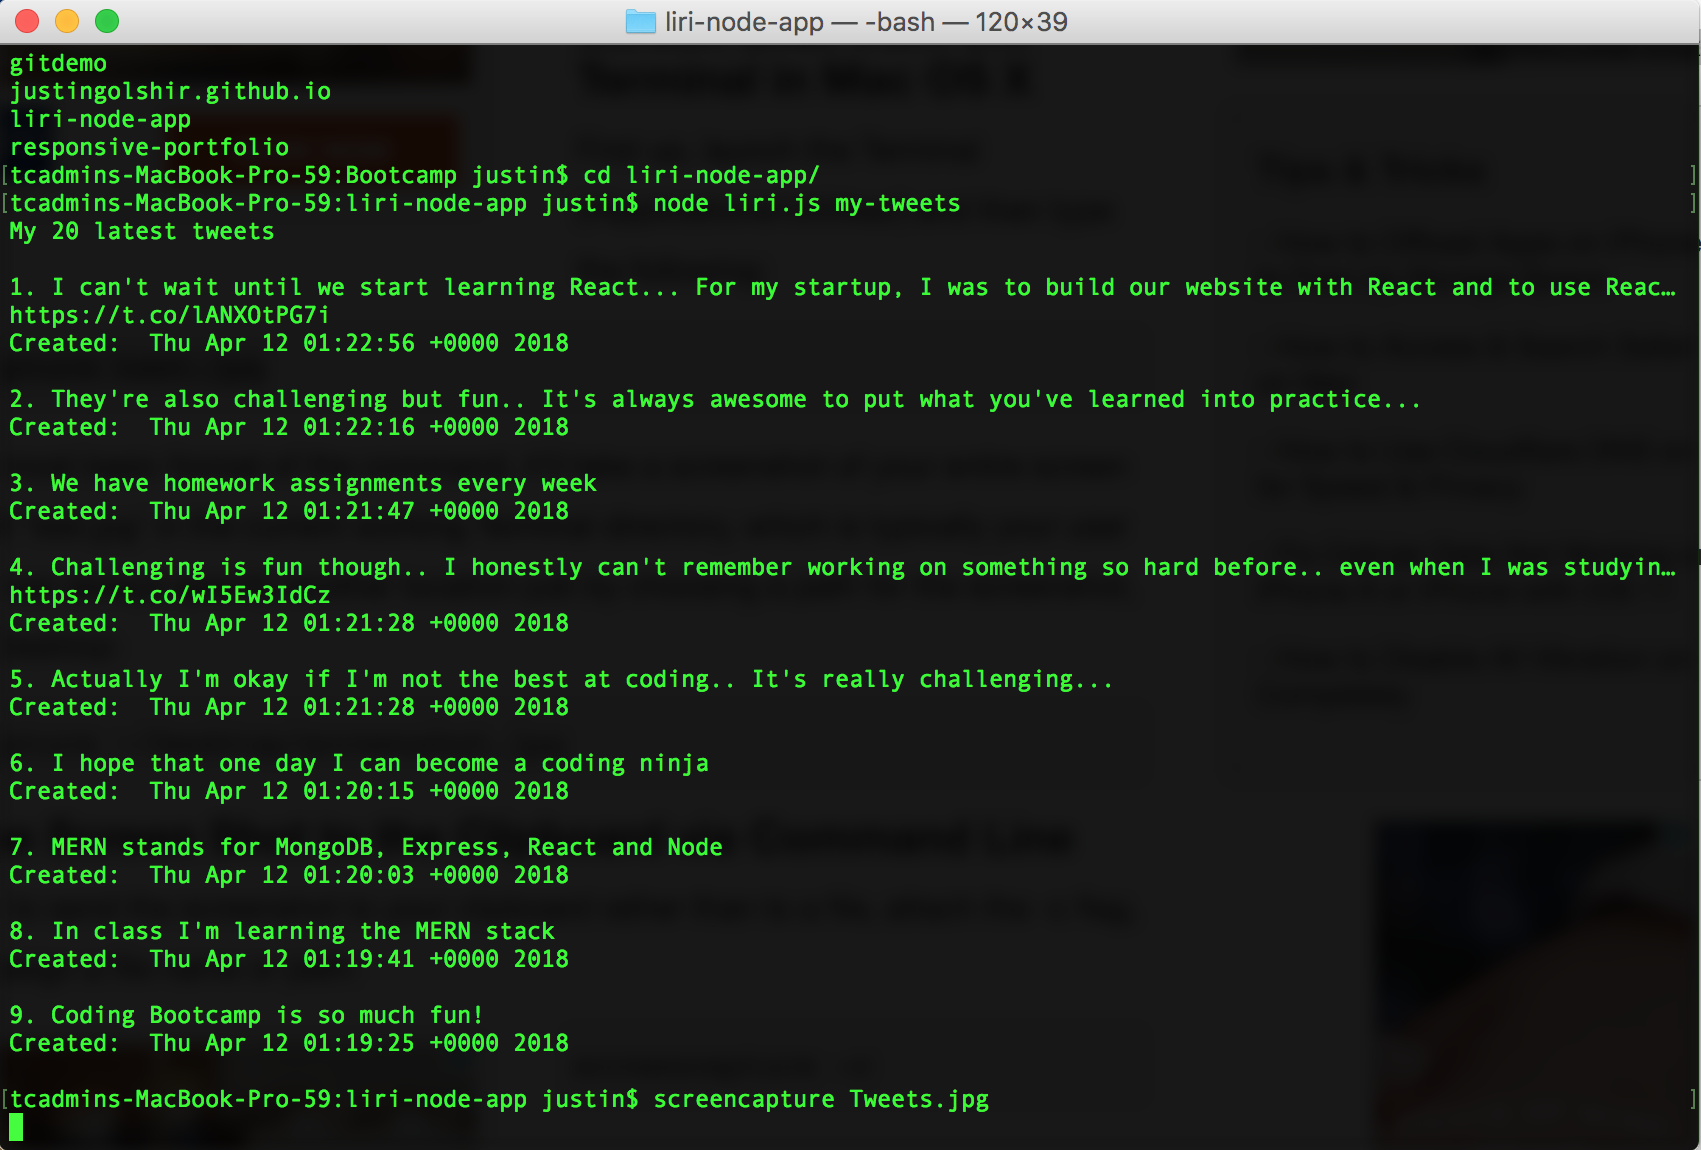 liri-node-app — -bash — 120×39
gitdemo
justingolshir.github.io
liri-node-app
responsive-portfolio
[tcadmins-MacBook-Pro-59:Bootcamp justin$ cd liri-node-app/ ]
[tcadmins-MacBook-Pro-59:liri-node-app justin$ node liri.js my-tweets ]
My 20 latest tweets
1. I can't wait until we start learning React... For my startup, I was to build our website with React and to use Reac…
https://t.co/lANXOtPG7i
Created:  Thu Apr 12 01:22:56 +0000 2018
2. They're also challenging but fun.. It's always awesome to put what you've learned into practice...
Created:  Thu Apr 12 01:22:16 +0000 2018
3. We have homework assignments every week
Created:  Thu Apr 12 01:21:47 +0000 2018
4. Challenging is fun though.. I honestly can't remember working on something so hard before.. even when I was studyin…
https://t.co/wI5Ew3IdCz
Created:  Thu Apr 12 01:21:28 +0000 2018
5. Actually I'm okay if I'm not the best at coding.. It's really challenging...
Created:  Thu Apr 12 01:21:28 +0000 2018
6. I hope that one day I can become a coding ninja
Created:  Thu Apr 12 01:20:15 +0000 2018
7. MERN stands for MongoDB, Express, React and Node
Created:  Thu Apr 12 01:20:03 +0000 2018
8. In class I'm learning the MERN stack
Created:  Thu Apr 12 01:19:41 +0000 2018
9. Coding Bootcamp is so much fun!
Created:  Thu Apr 12 01:19:25 +0000 2018
[tcadmins-MacBook-Pro-59:liri-node-app justin$ screencapture Tweets.jpg ]